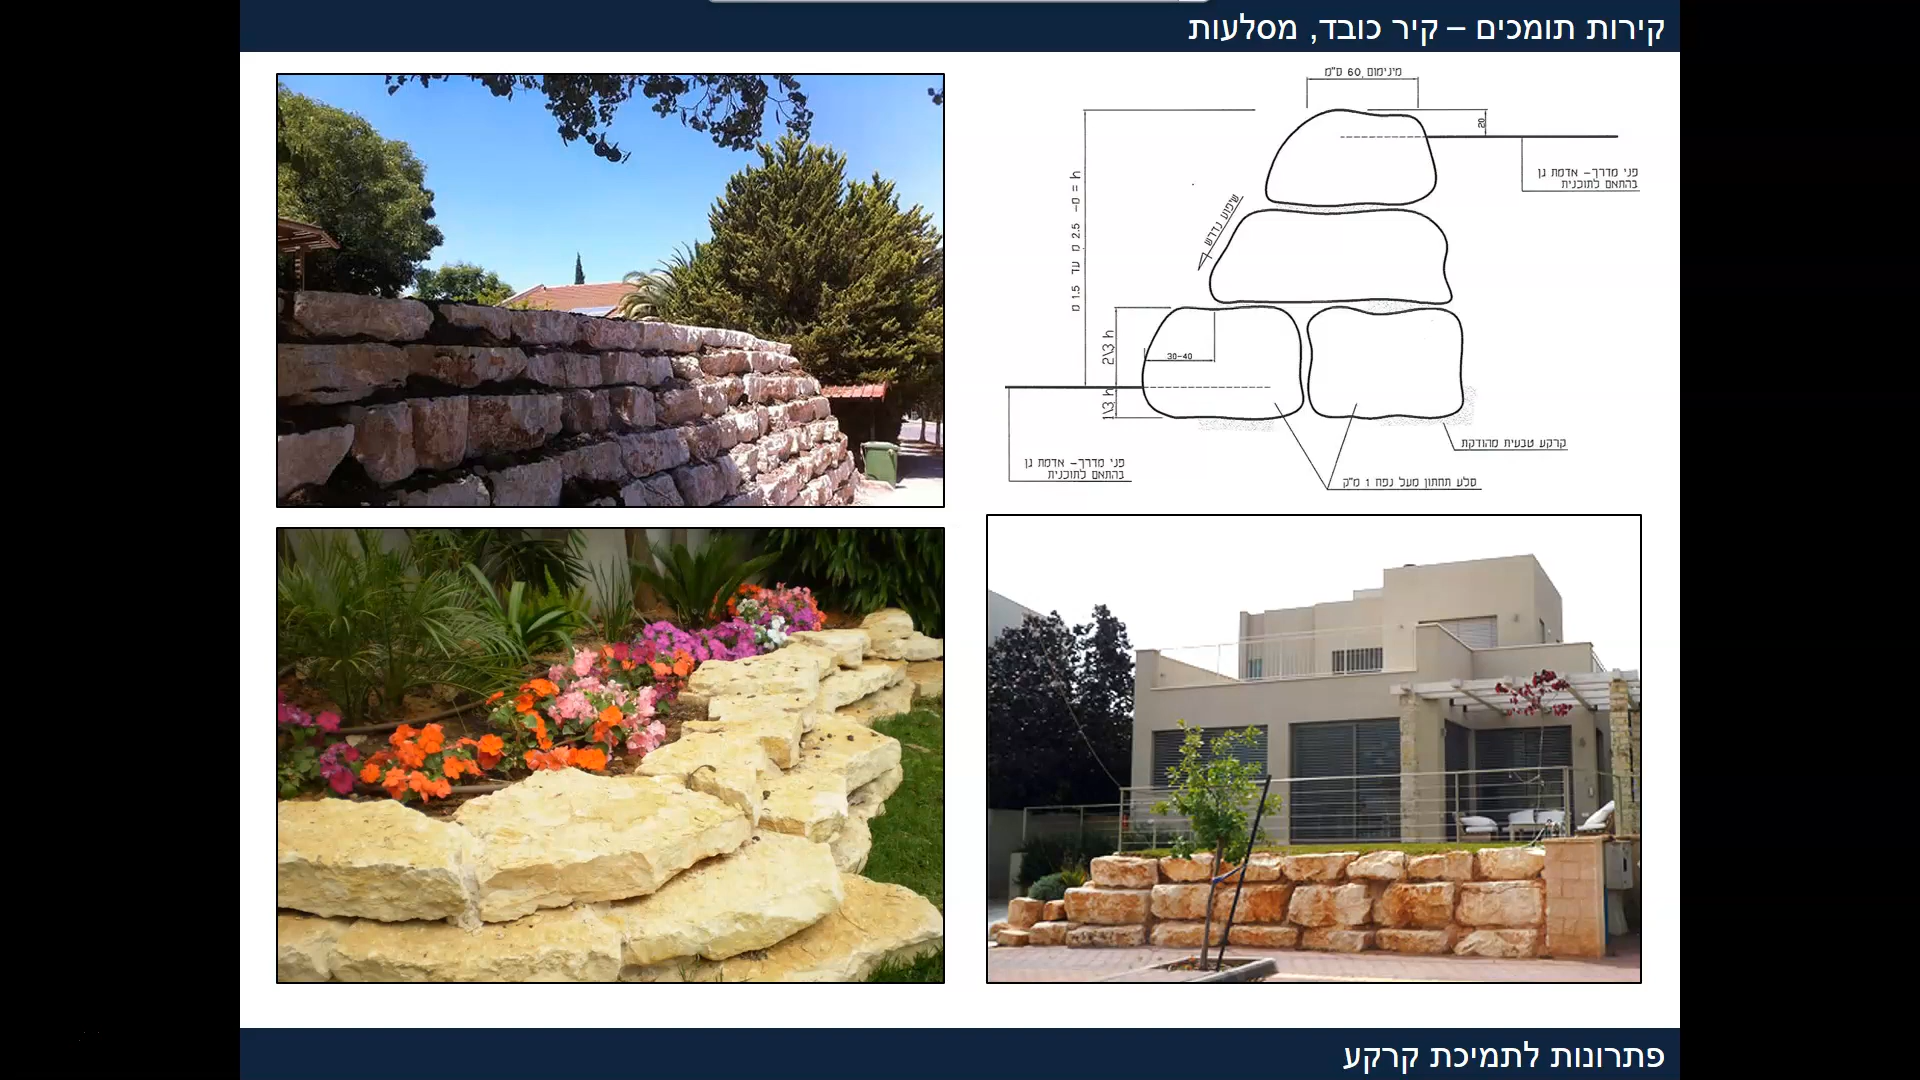 קירות תומכים – קיר כובד, מסלעות
מינימום 60 ס"מ
20
פני מדרך- אדמת גן
בהתאם לתוכנית
שיפוע נדרש
h = מ- 1.5 מ עד 2.5 מ
2\3 h
30-40
1\3 h
קרקע טבעית מהודקת
פני מדרך- אדמת גן
בהתאם לתוכנית
סלע תחתון מעל נפח 1 מ"ק
פתרונות לתמיכת קרקע